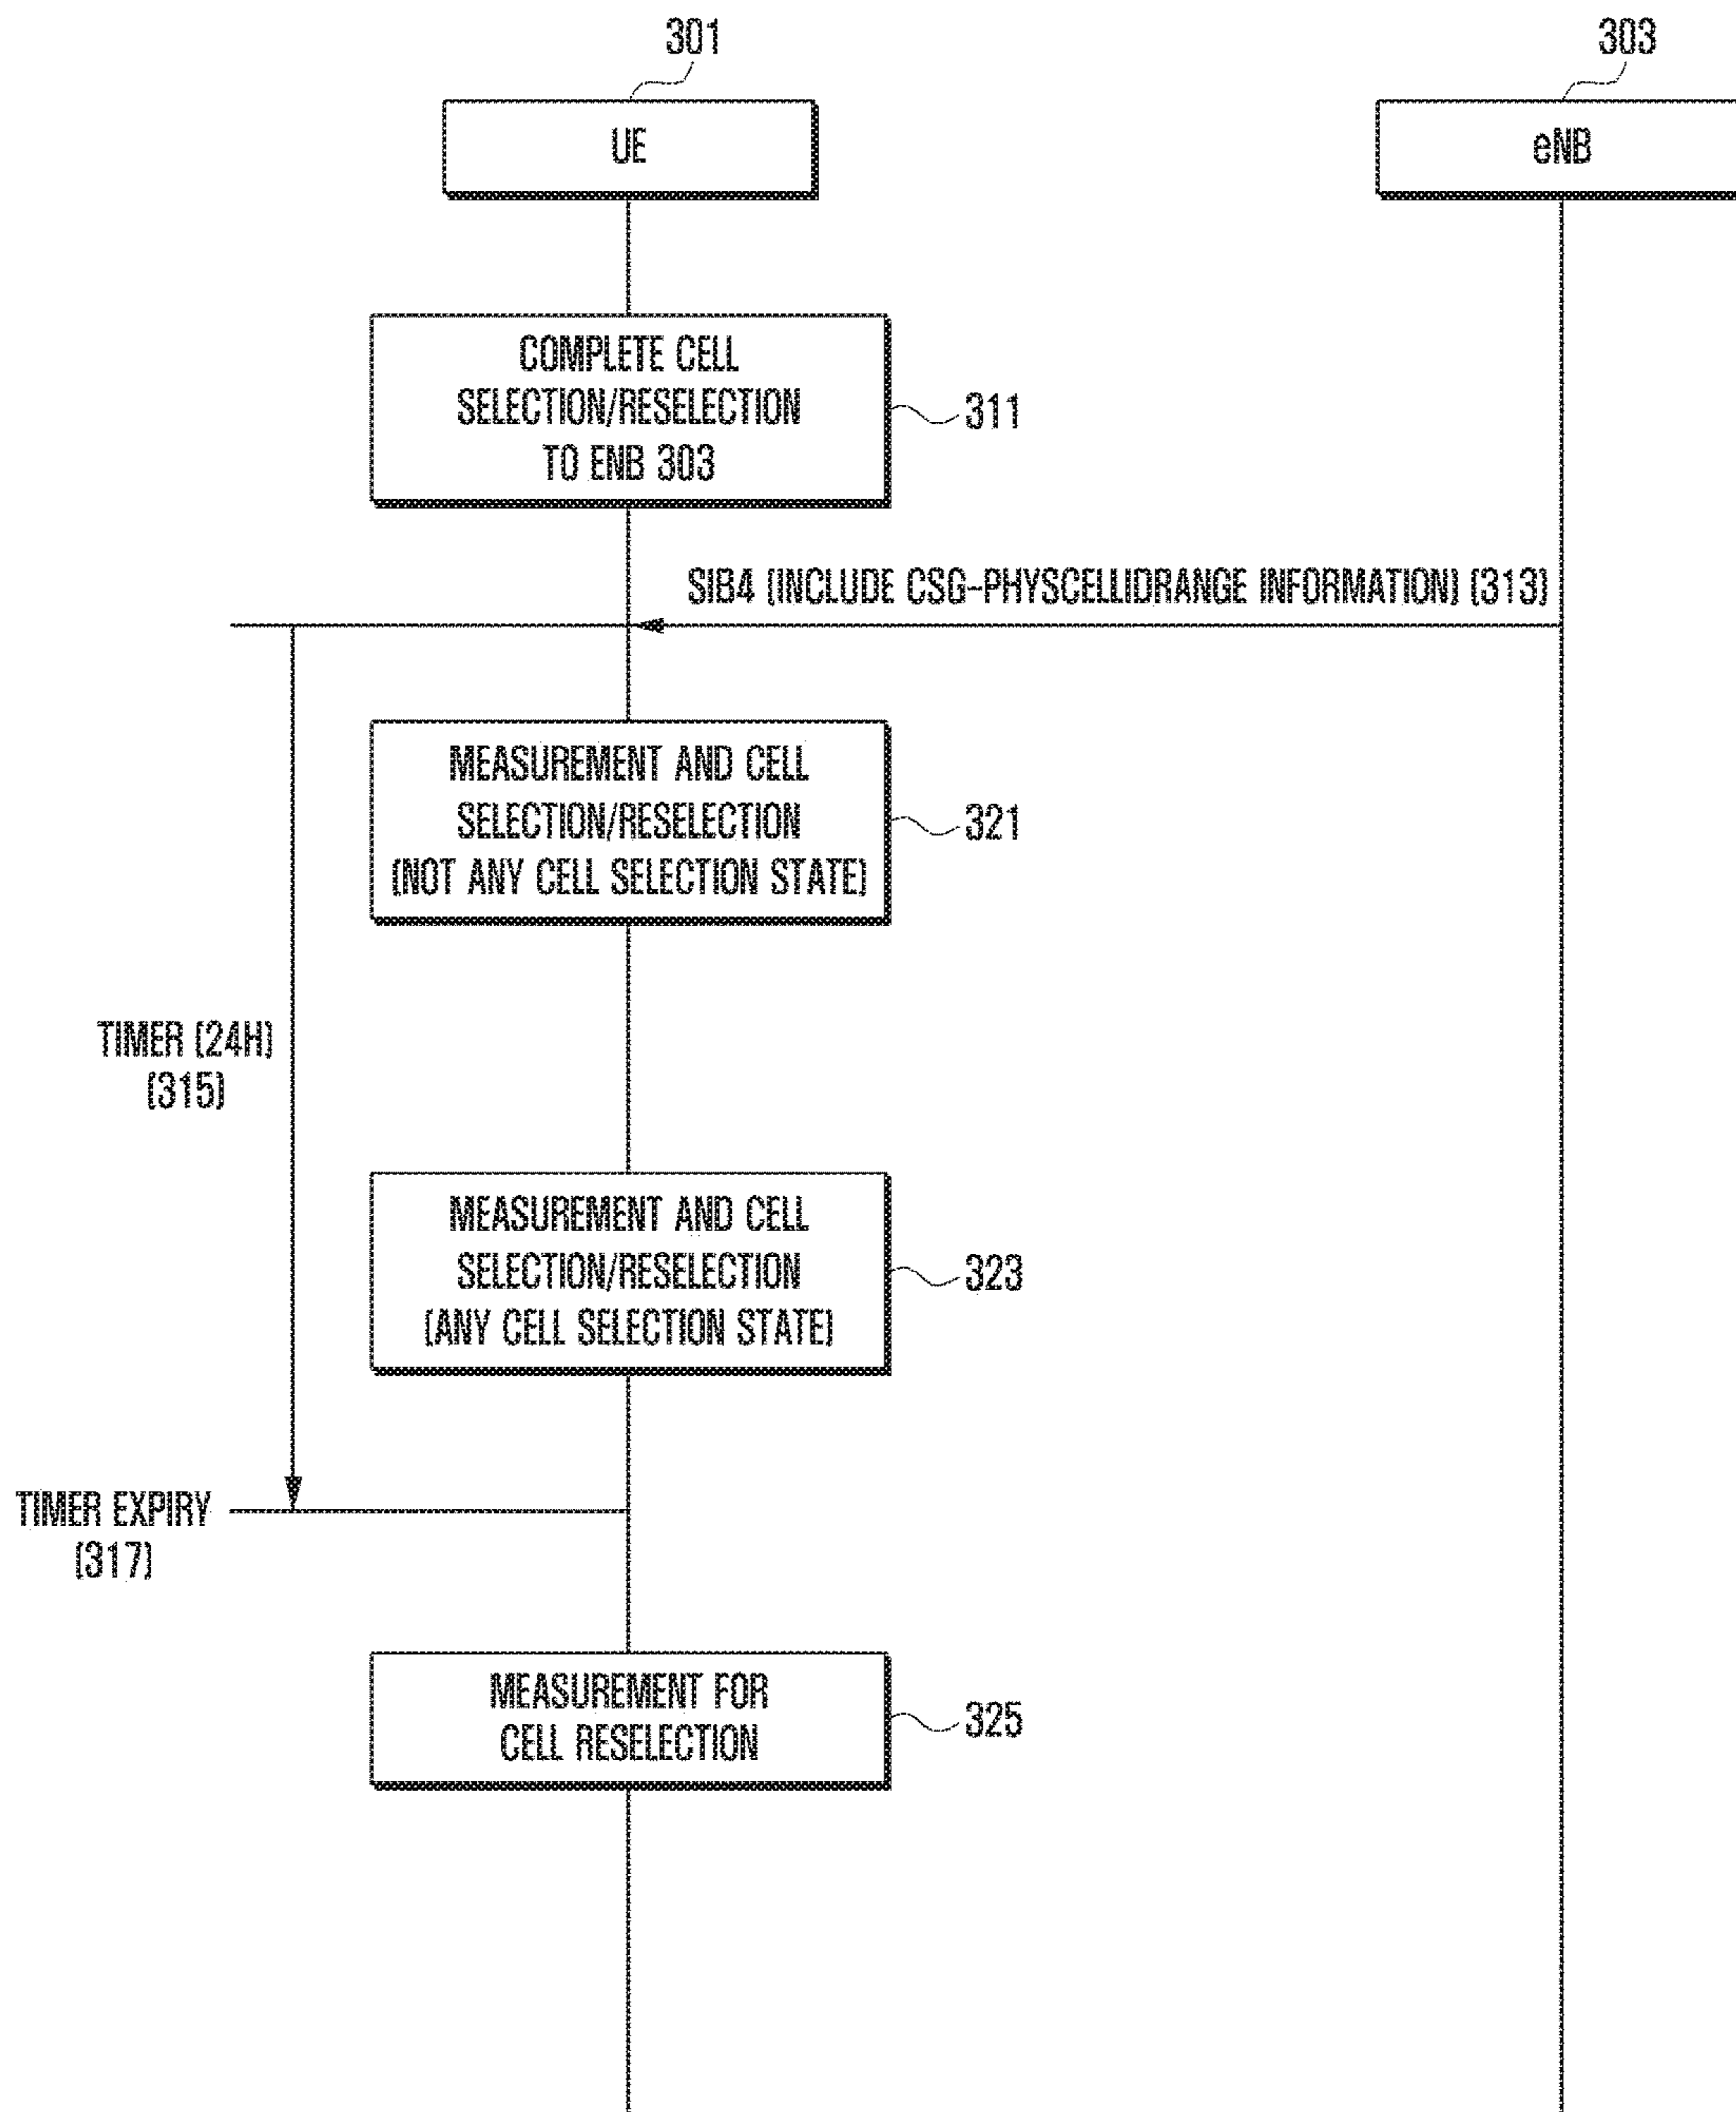 301
303
UE
eNB
COMPLETE CELL
SELECTION/RESELECTION
TO ENB 303
311
SIB4 (INCLUDE CSG-PHYSCELLIDRANGE INFORMATION) (313)
MEASUREMENT AND CELL
SELECTION/RESELECTION
(NOT ANY CELL SELECTION STATE)
321
TIMER (24H)
(315)
MEASUREMENT AND CELL
SELECTION/RESELECTION
(ANY CELL SELECTION STATE)
323
TIMER EXPIRY
(317)
MEASUREMENT FOR
CELL RESELECTION
325